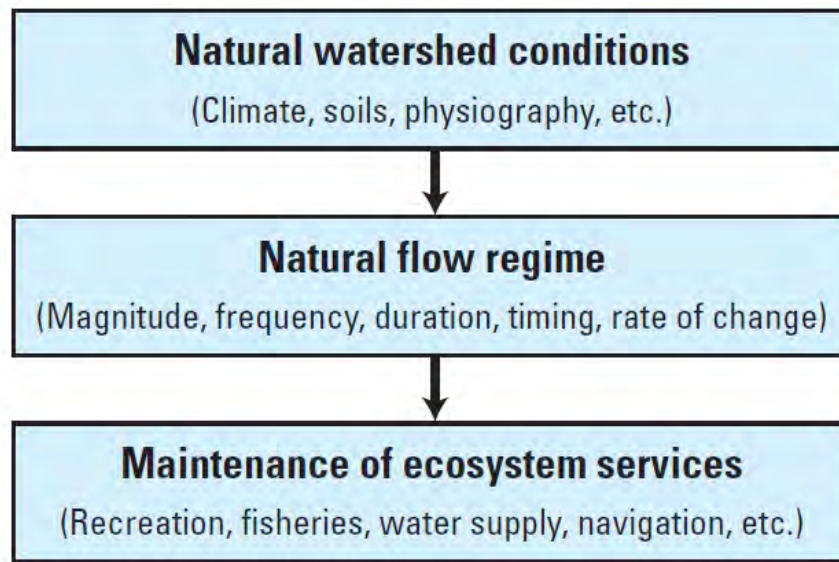 Natural watershed conditions
(Climate, soils, physiography, etc.)
Natural flow regime
(Magnitude, frequency, duration, timing, rate of change)
Maintenance of ecosystem services
(Recreation, fisheries, water supply, navigation, etc.)